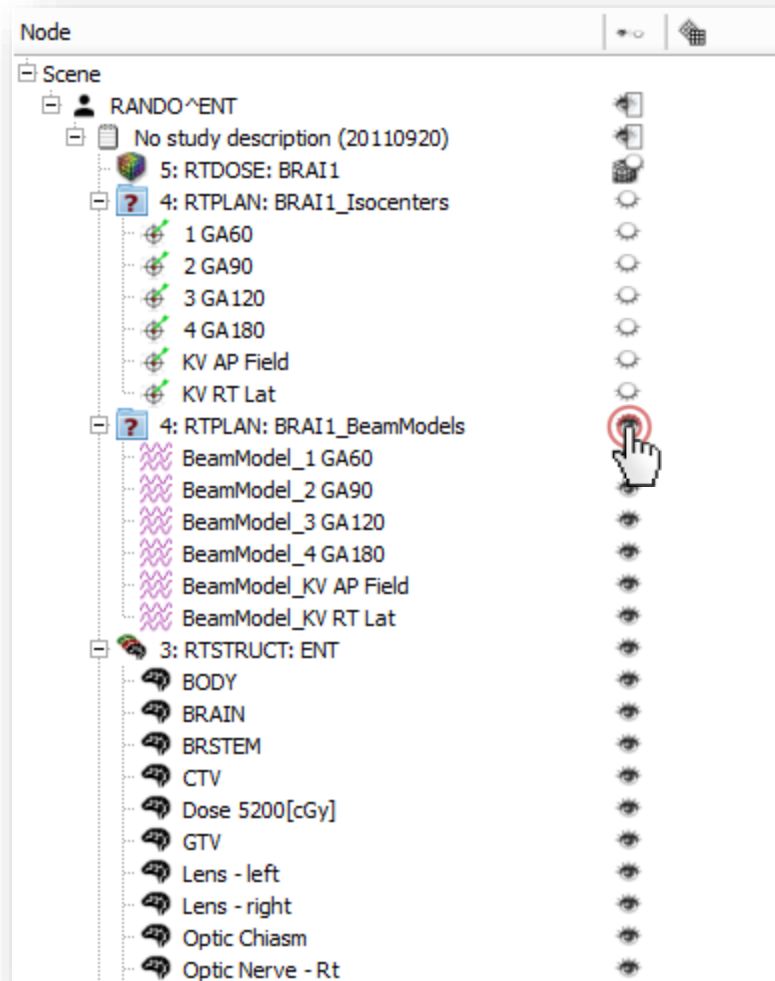 Node
Scene
RANDO^ENT
No study description (20110920)
5: RTDOSE: BRAI1
? 4: RTPLAN: BRAI1_Isocenters
1 GA60
2 GA90
3 GA120
4 GA180
KV AP Field
KV RT Lat
? 4: RTPLAN: BRAI1_BeamModels
BeamModel_1 GA60
BeamModel_2 GA90
BeamModel_3 GA120
BeamModel_4 GA180
BeamModel_KV AP Field
BeamModel_KV RT Lat
3: RTSTRUCT: ENT
BODY
BRAIN
BRSTEM
CTV
Dose 5200[cGy]
GTV
Lens - left
Lens - right
Optic Chiasm
Optic Nerve - Rt